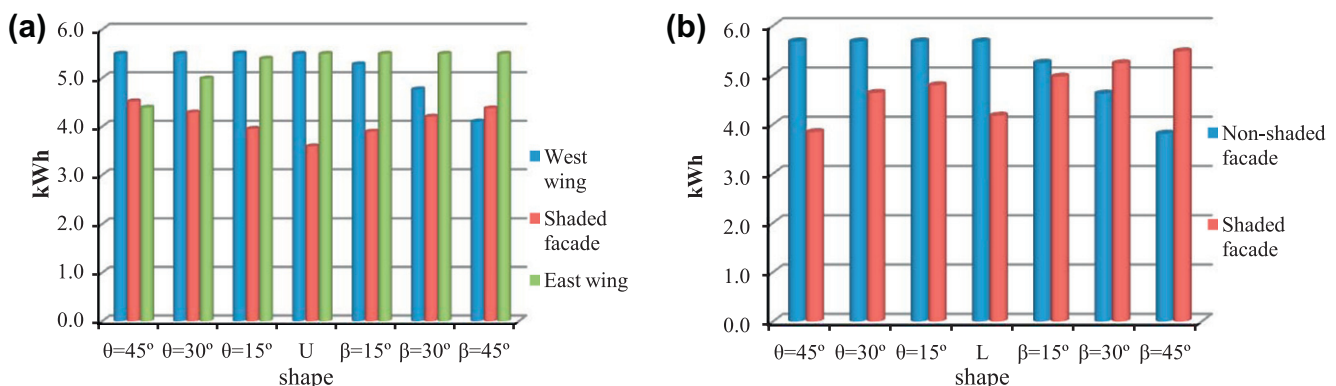 (a)
6.0
5.0
4.0
3.0
2.0
1.0
0.0
kWh
θ=45º θ=30º θ=15º U β=15º β=30º β=45º
shape
West
wing
Shaded
facade
East wing
(b)
6.0
5.0
4.0
3.0
2.0
1.0
0.0
kWh
θ=45º θ=30º θ=15º L β=15º β=30º β=45º
shape
Non-shaded
facade
Shaded
facade